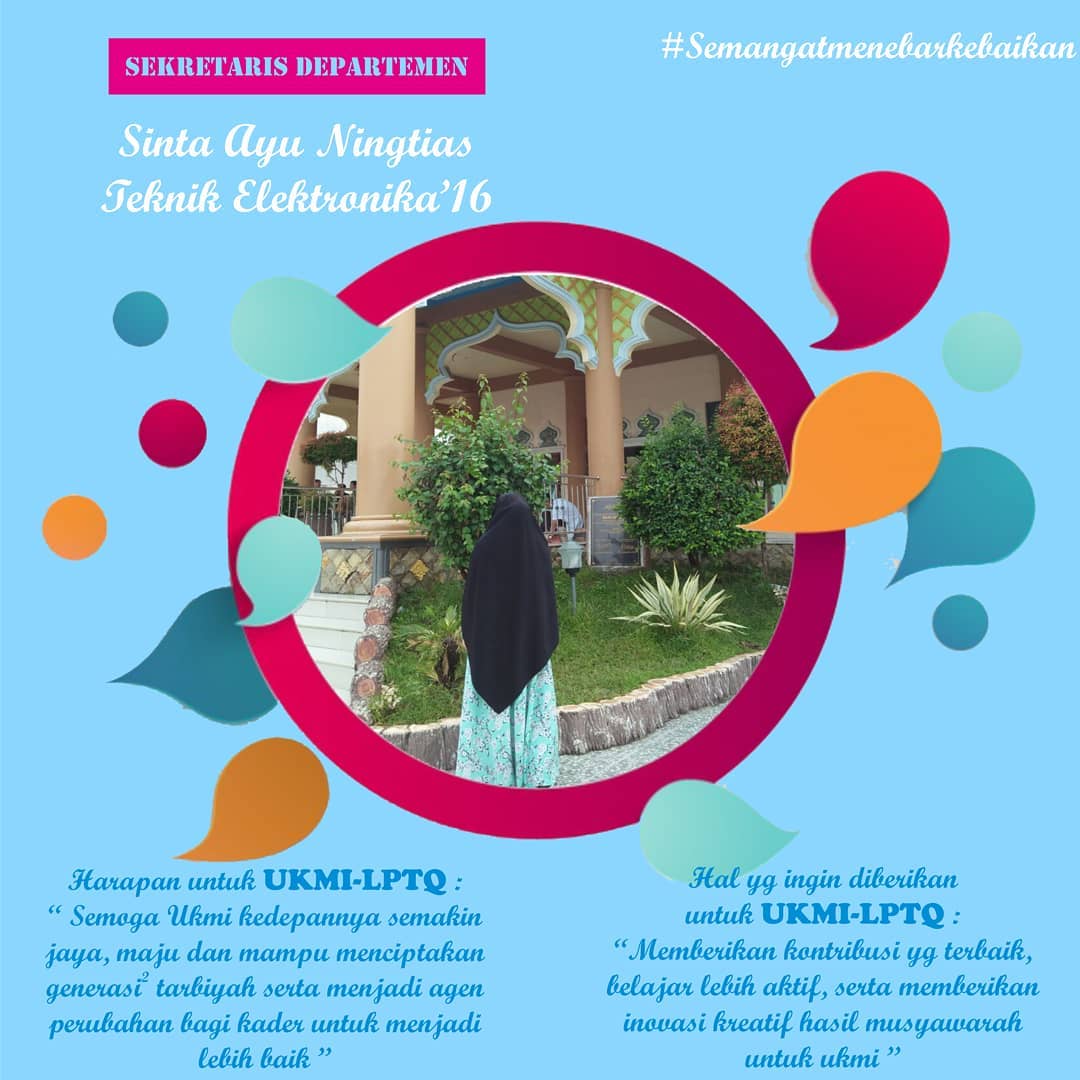 SEKRETARIS DEPARTEMEN
#Semangatmenebarkebaikan
Sinta Ayu Ningtias
Teknik Elektronika'16
Harapan untuk UKMI-LPTQ :
“ Semoga Ukmi kedepannya semakin
jaya, maju dan mampu menciptakan
generasi² tarbiyah serta menjadi agen
perubahan bagi kader untuk menjadi
lebih baik ”
Hal yg ingin diberikan
untuk UKMI-LPTQ :
“Memberikan kontribusi yg terbaik,
belajar lebih aktif, serta memberikan
inovasi kreatif hasil musyawarah
untuk ukmi ”